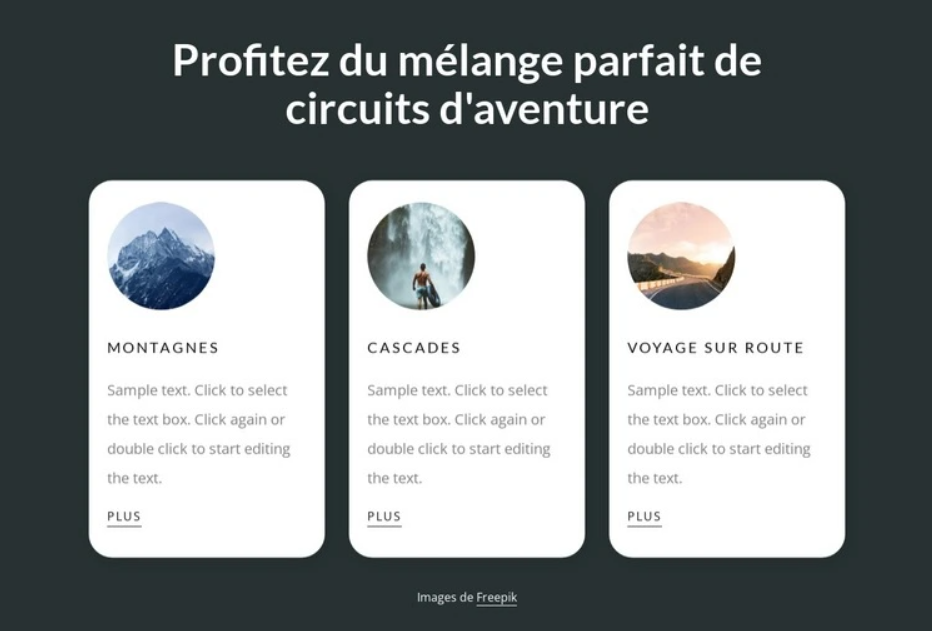 Profitez du mélange parfait de
circuits d'aventure
MONTAGNES
Sample text. Click to select
the text box. Click again or
double click to start editing
the text.
PLUS
CASCADES
Sample text. Click to select
the text box. Click again or
double click to start editing
the text.
PLUS
VOYAGE SUR ROUTE
Sample text. Click to select
the text box. Click again or
double click to start editing
the text.
PLUS
Images de Freepik